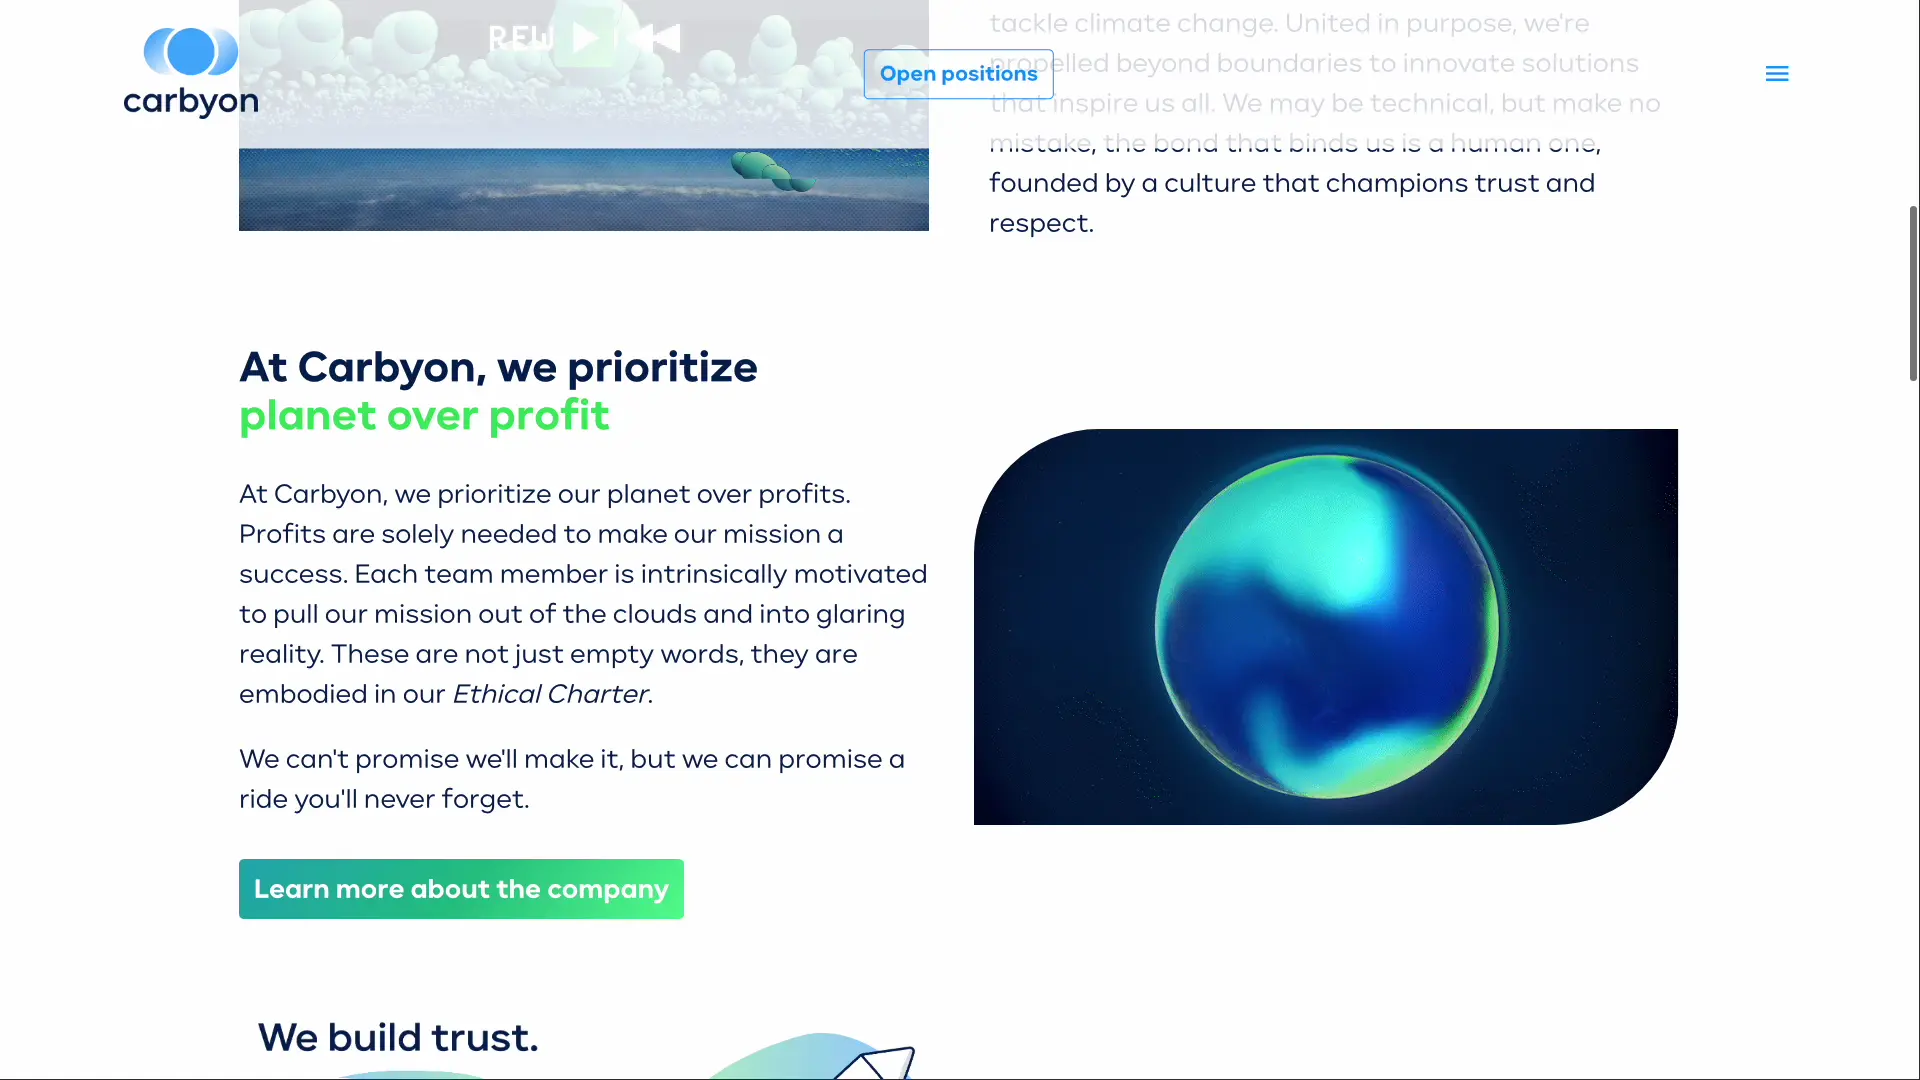 REW
carbyon
Open positions
tackle climate change. United in purpose, we're
propelled beyond boundaries to innovate solutions
that inspire us all. We may be technical, but make no
mistake, the bond that binds us is a human one,
founded by a culture that champions trust and
respect.
At Carbyon, we prioritize
planet over profit
At Carbyon, we prioritize our planet over profits.
Profits are solely needed to make our mission a
success. Each team member is intrinsically motivated
to pull our mission out of the clouds and into glaring
reality. These are not just empty words, they are
embodied in our Ethical Charter.
We can't promise we'll make it, but we can promise a
ride you'll never forget.
Learn more about the company
We build trust.